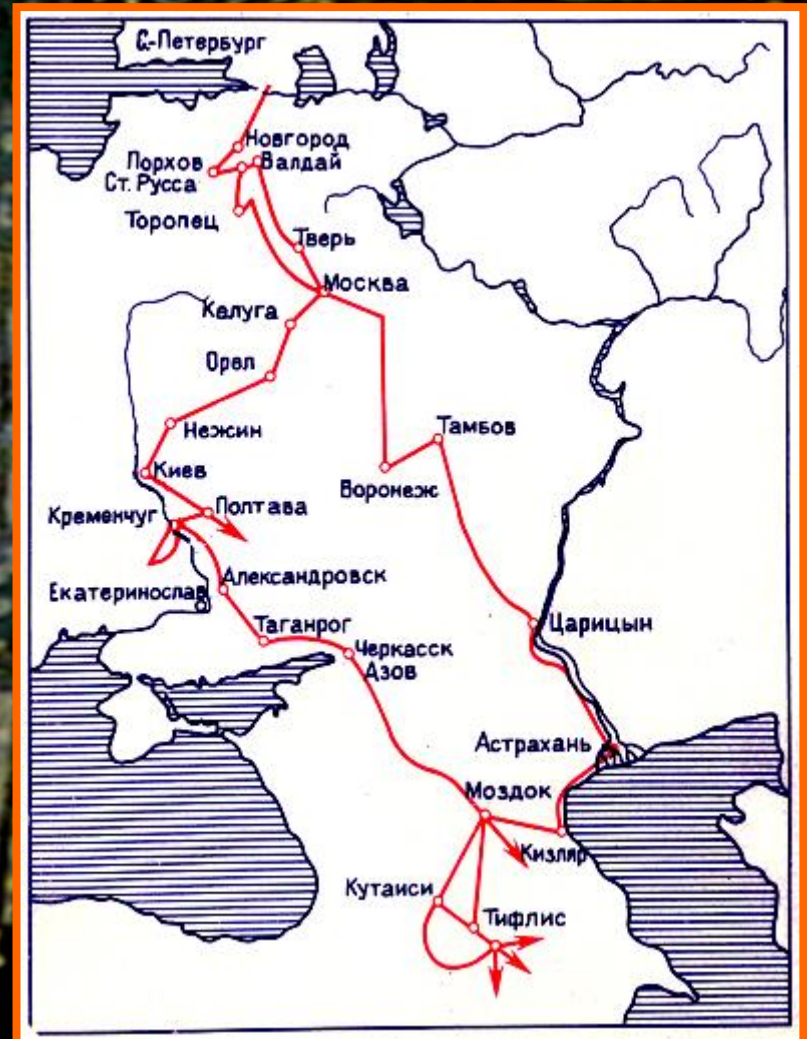 С.-Петербург
Новгород
Порхов
Валдай
Ст. Русса
Торопец
Тверь
Москва
Калуга
Орел
Нежин
Тамбов
Киев
Воронеж
Полтава
Кременчуг
Александровск
Екатеринослав
Царицын
Таганрог
Черкасск
Азов
Астрахань
Моздок
Кизляр
Кутаиси
Тифлис